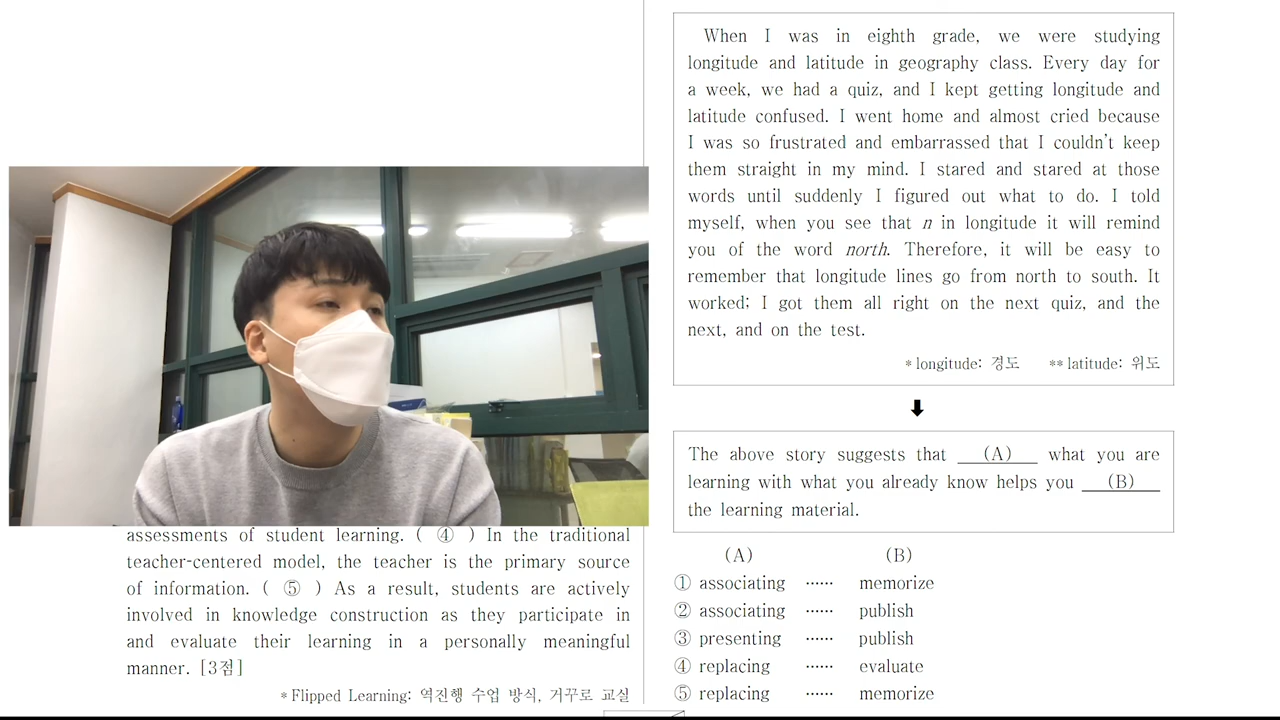 assessments of student learning. ( ④ ) In the traditional
teacher-centered model, the teacher is the primary source
of information. ( ⑤ ) As a result, students are actively
involved in knowledge construction as they participate in
and evaluate their learning in a personally meaningful
manner. [3점]
* Flipped Learning: 역진행 수업 방식, 거꾸로 교실
When I was in eighth grade, we were studying
longitude and latitude in geography class. Every day for
a week, we had a quiz, and I kept getting longitude and
latitude confused. I went home and almost cried because
I was so frustrated and embarrassed that I couldn't keep
them straight in my mind. I stared and stared at those
words until suddenly I figured out what to do. I told
myself, when you see that n in longitude it will remind
you of the word north. Therefore, it will be easy to
remember that longitude lines go from north to south. It
worked; I got them all right on the next quiz, and the
next, and on the test.
* longitude: 경도 ** latitude: 위도
The above story suggests that (A) what you are
learning with what you already know helps you (B)
the learning material.
(A) (B)
① associating ······ memorize
② associating ······ publish
③ presenting ······ publish
④ replacing ······ evaluate
⑤ replacing ······ memorize